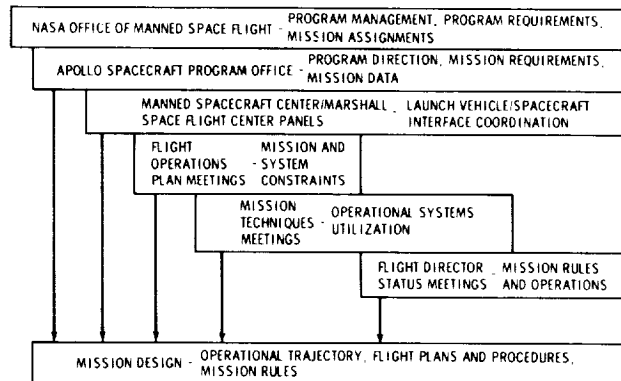 NASA OFFICE OF MANNED SPACE FLIGHT - PROGRAM MANAGEMENT, PROGRAM REQUIREMENTS,
MISSION ASSIGNMENTS
APOLLO SPACECRAFT PROGRAM OFFICE - PROGRAM DIRECTION, MISSION REQUIREMENTS,
MISSION DATA
MANNED SPACECRAFT CENTER/MARSHALL - LAUNCH VEHICLE/SPACECRAFT
SPACE FLIGHT CENTER PANELS INTERFACE COORDINATION
FLIGHT MISSION AND
OPERATIONS - SYSTEM
PLAN MEETINGS CONSTRAINTS
MISSION
TECHNIQUES - OPERATIONAL SYSTEMS
MEETINGS UTILIZATION
FLIGHT DIRECTOR - MISSION RULES
STATUS MEETINGS AND OPERATIONS
MISSION DESIGN - OPERATIONAL TRAJECTORY, FLIGHT PLANS AND PROCEDURES,
MISSION RULES